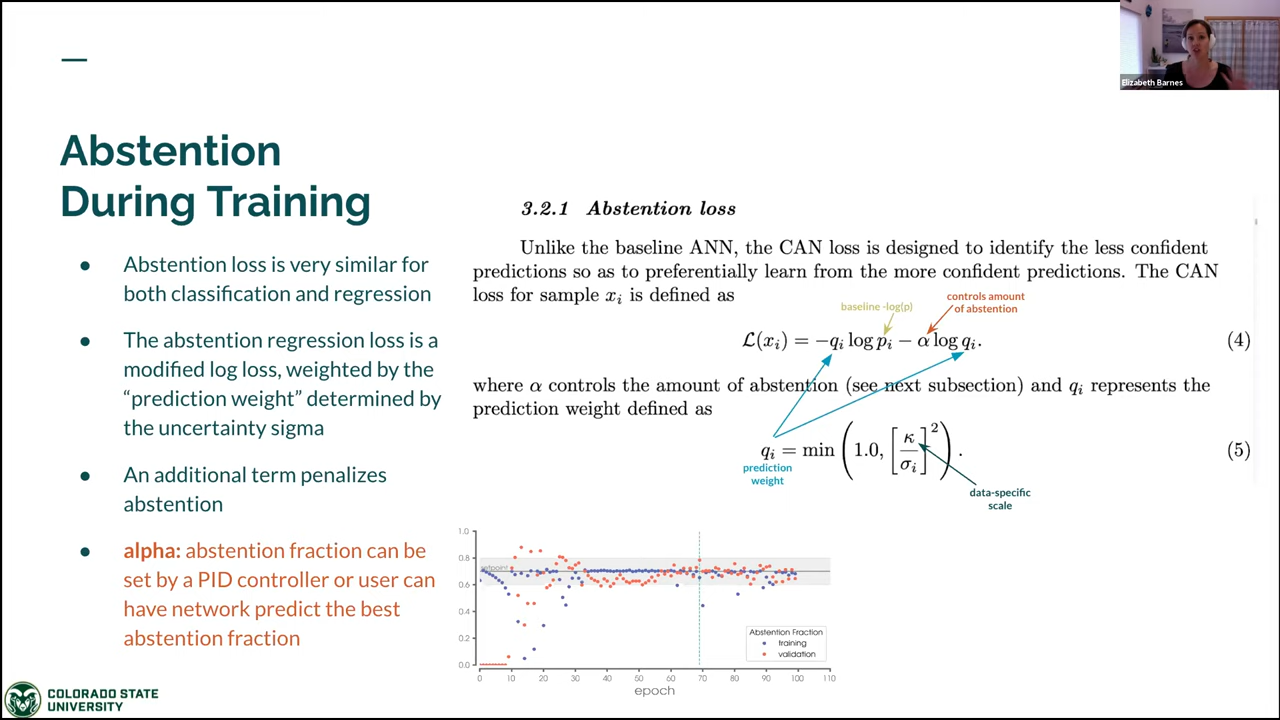 Elizabeth Barnes
Abstention
During Training
● Abstention loss is very similar for
both classification and regression
● The abstention regression loss is a
modified log loss, weighted by the
“prediction weight” determined by
the uncertainty sigma
● An additional term penalizes
abstention
● alpha: abstention fraction can be
set by a PID controller or user can
have network predict the best
abstention fraction
3.2.1 Abstention loss
Unlike the baseline ANN, the CAN loss is designed to identify the less confident
predictions so as to preferentially learn from the more confident predictions. The CAN
loss for sample xᵢ is defined as
baseline -log(p)
controls amount
of abstention
ℒ(xᵢ) = −qᵢ log pᵢ − α log qᵢ. (4)
where α controls the amount of abstention (see next subsection) and qᵢ represents the
prediction weight defined as
qᵢ = min (1.0, [κ/σᵢ]²). (5)
prediction
weight
data-specific
scale
1.0
0.8
setpoint
0.6
0.4
0.2
0.0
0 10 20 30 40 50 60 70 80 90 100 110
epoch
Abstention Fraction
training
validation
COLORADO STATE
UNIVERSITY